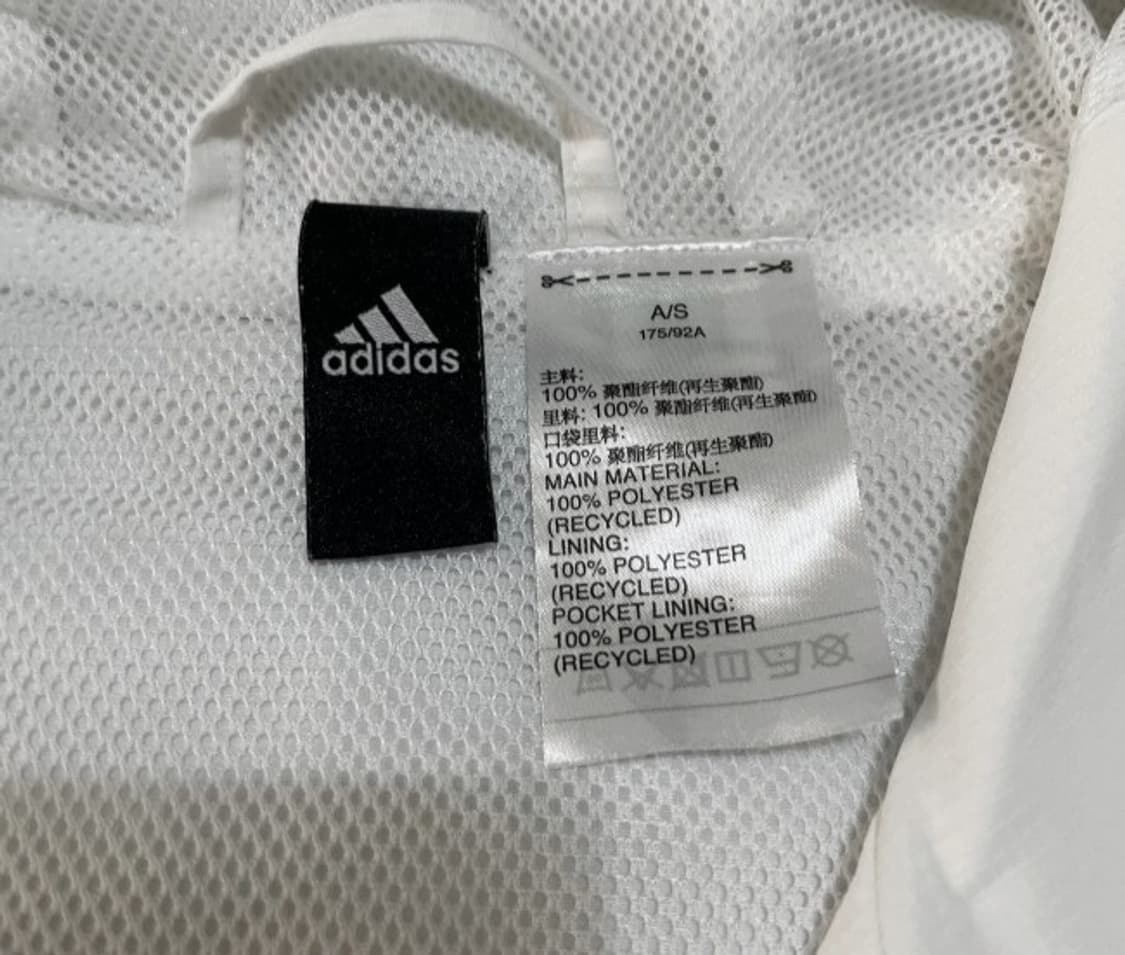 adidas
A/S
175/92A
主料:
100% 聚酯纤维(再生聚酯)
里料: 100% 聚酯纤维(再生聚酯)
口袋里料:
100% 聚酯纤维(再生聚酯)
MAIN MATERIAL:
100% POLYESTER
(RECYCLED)
LINING:
100% POLYESTER
(RECYCLED)
POCKET LINING:
100% POLYESTER
(RECYCLED)